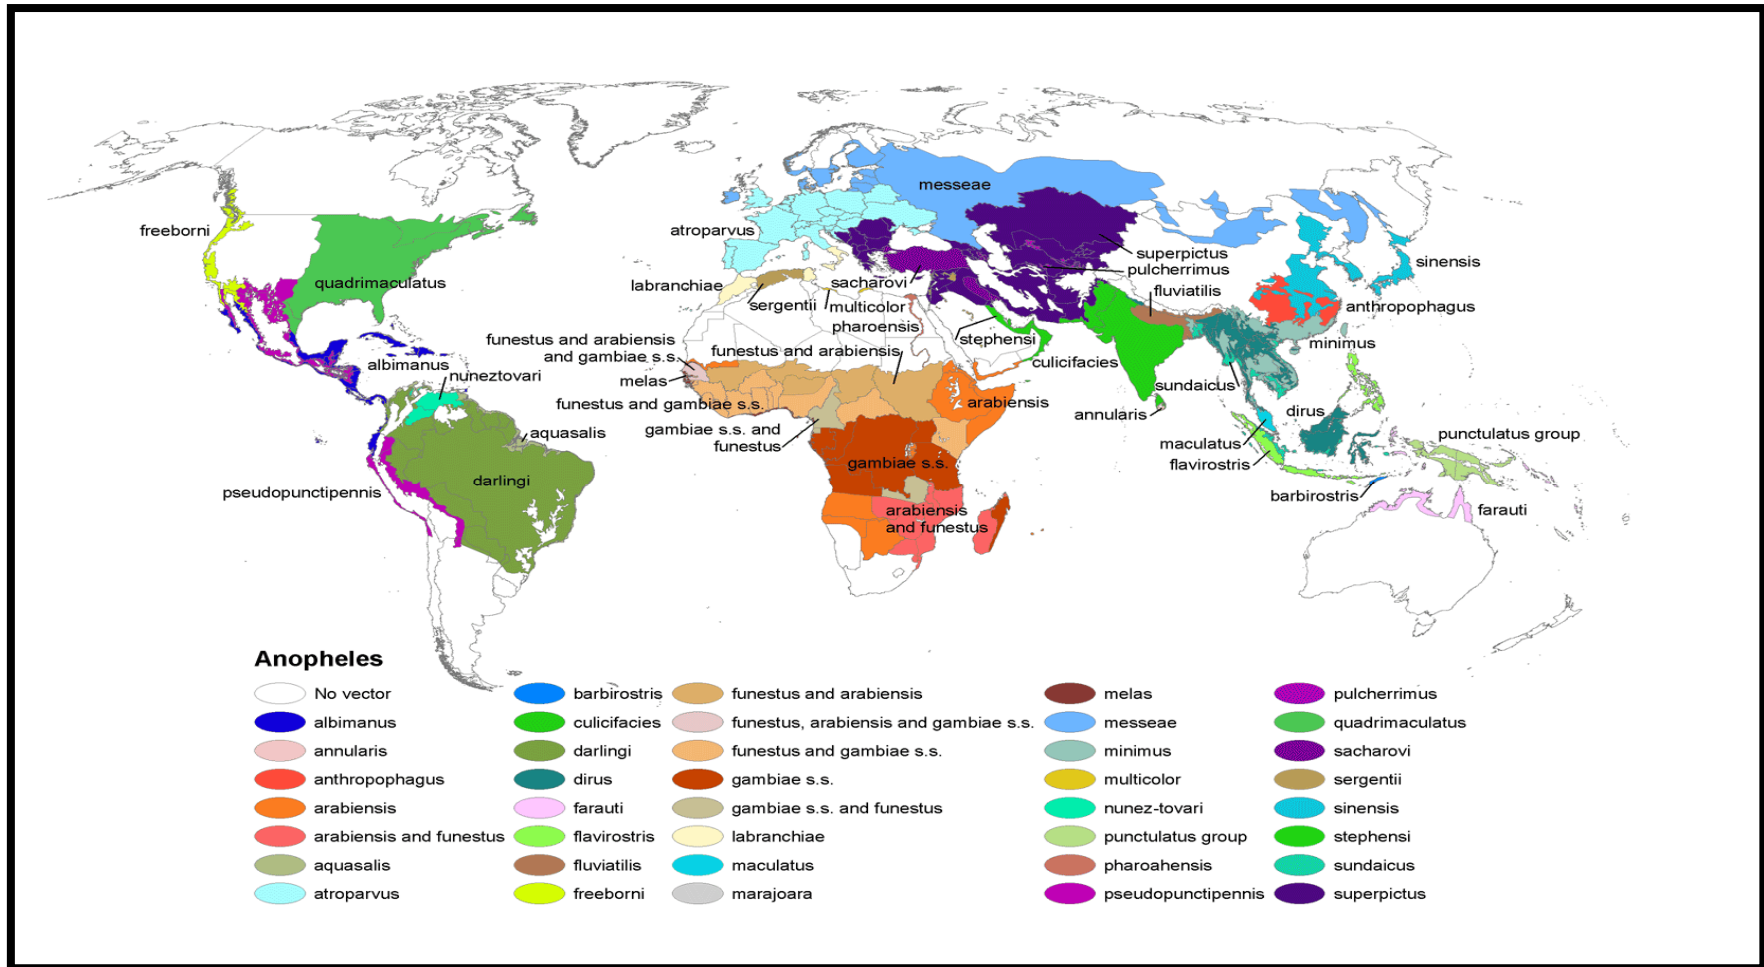 messeae
freeborni
atroparvus
superpictus
sinensis
pulcherrimus
quadrimaculatus
labranchiae
sacharovi
fluviatilis
sergentii
multicolor
anthropophagus
pharoensis
funestus and arabiensis
and gambiae s.s.
stephensi
minimus
funestus and arabiensis
albimanus
culicifacies
nuneztovari
melas
sundaicus
funestus and gambiae s.s.
arabiensis
annularis
dirus
gambiae s.s. and
funestus
aquasalis
maculatus
punctulatus group
gambiae s.s.
flavirostris
darlingi
pseudopunctipennis
barbirostris
arabiensis
and funestus
farauti
Anopheles
No vector
albimanus
annularis
anthropophagus
arabiensis
arabiensis and funestus
aquasalis
atroparvus
barbirostris
culicifacies
darlingi
dirus
farauti
flavirostris
fluviatilis
freeborni
funestus and arabiensis
funestus, arabiensis and gambiae s.s.
funestus and gambiae s.s.
gambiae s.s.
gambiae s.s. and funestus
labranchiae
maculatus
marajoara
melas
messeae
minimus
multicolor
nunez-tovari
punctulatus group
pharoahensis
pseudopunctipennis
pulcherrimus
quadrimaculatus
sacharovi
sergentii
sinensis
stephensi
sundaicus
superpictus